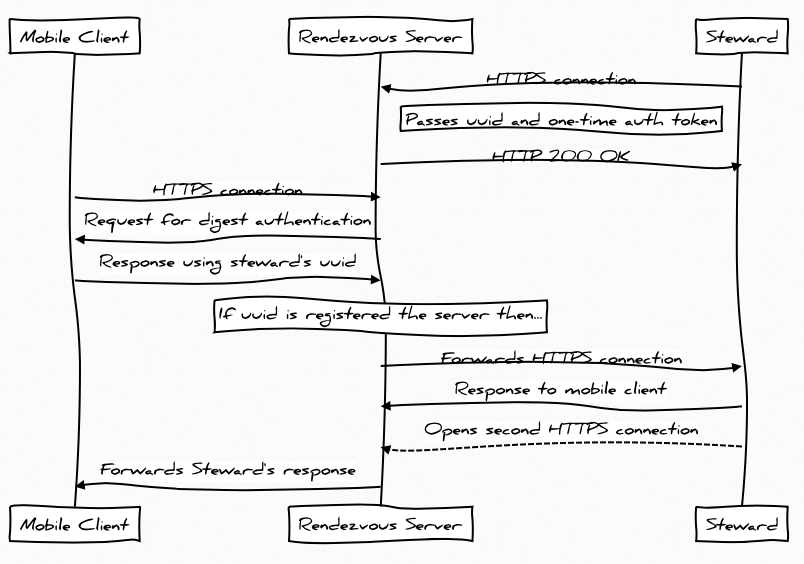 Mobile Client
Rendezvous Server
Steward
HTTPS connection
Passes uuid and one-time auth token
HTTP 200 OK
HTTPS connection
Request for digest authentication
Response using steward's uuid
If uuid is registered the server then...
Forwards HTTPS connection
Response to mobile client
Opens second HTTPS connection
Forwards Steward's response
Mobile Client
Rendezvous Server
Steward